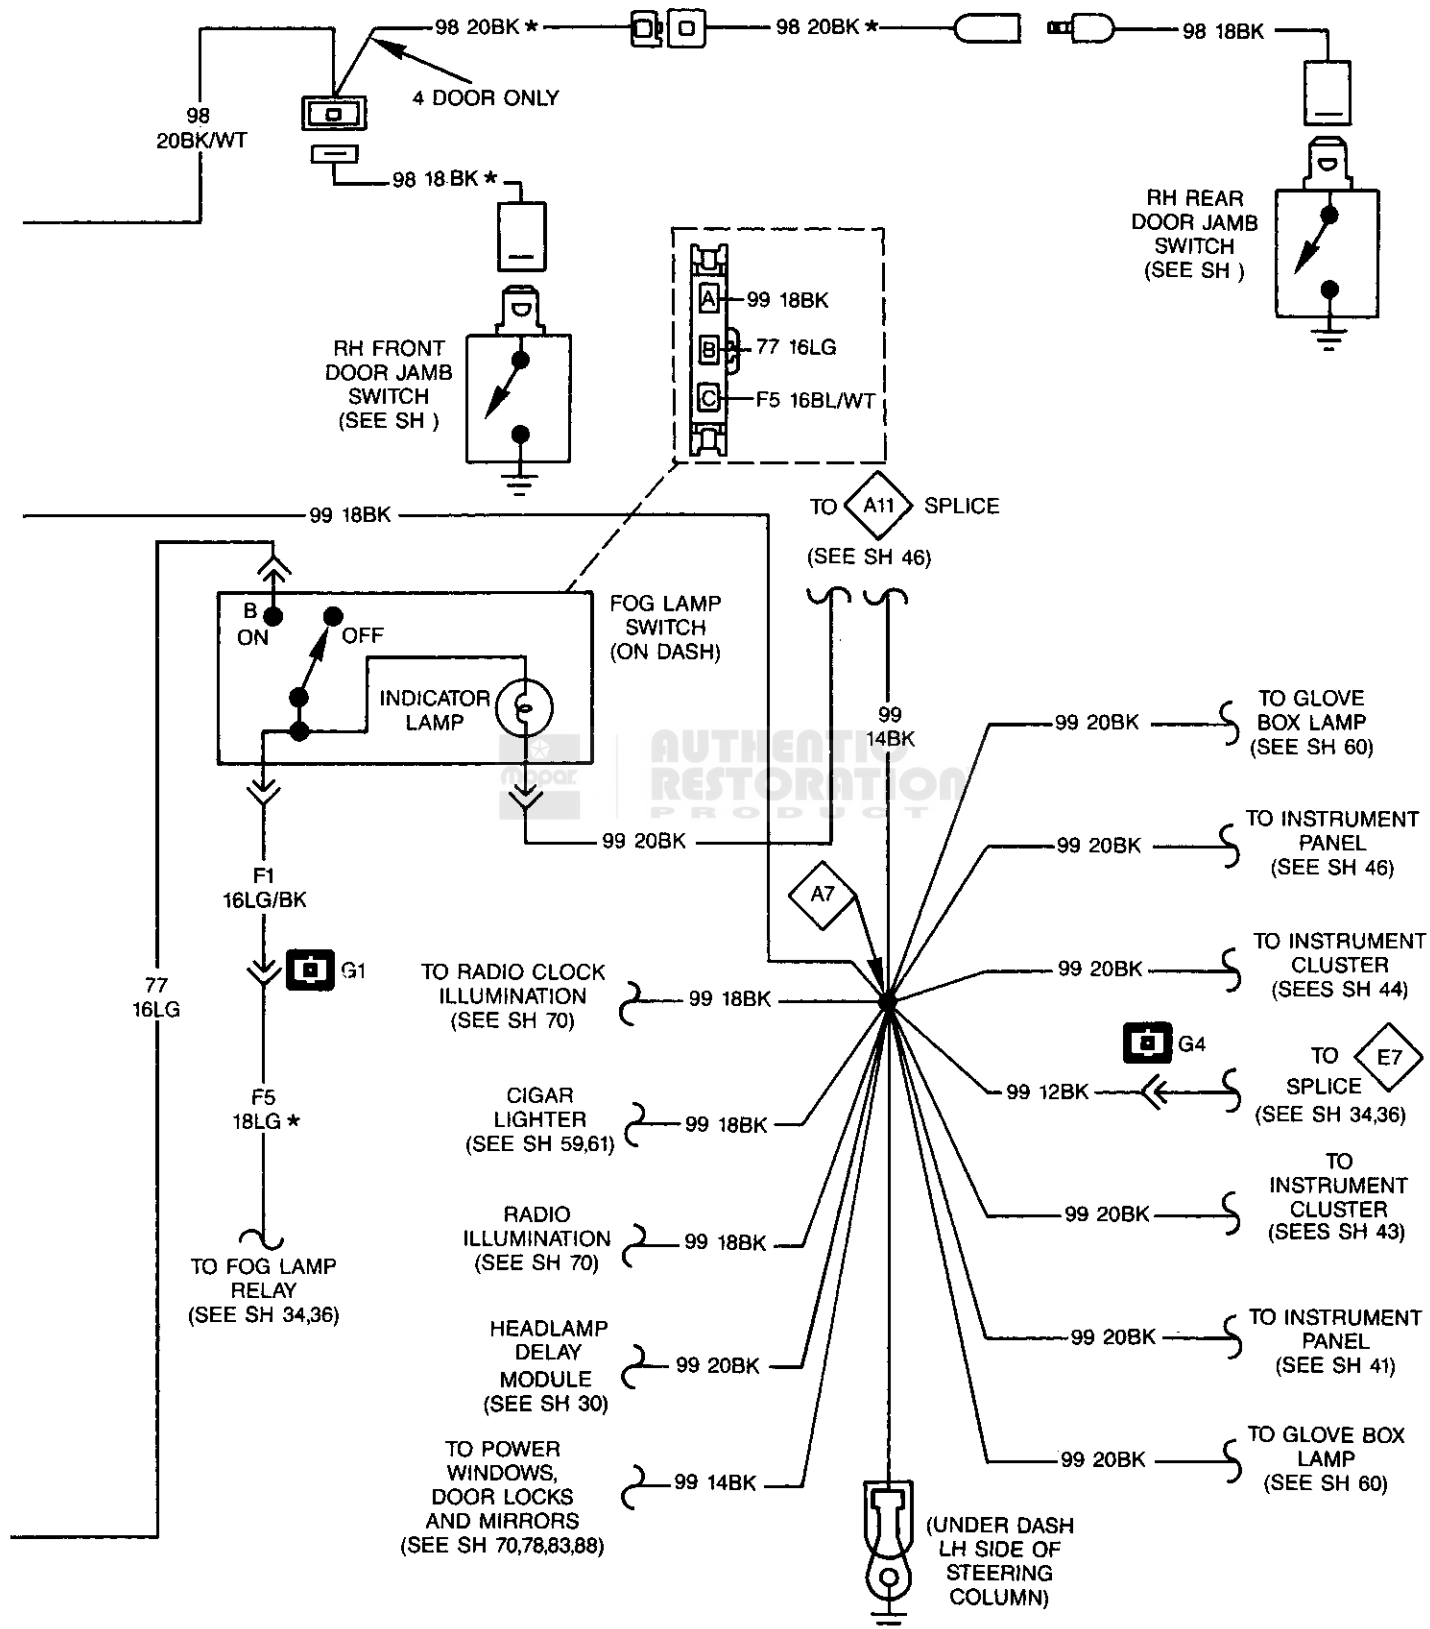 98 20BK *
98 20BK *
98 18BK
4 DOOR ONLY
98
20BK/WT
98 18 BK *
RH REAR
DOOR JAMB
SWITCH
(SEE SH )
A
99 18BK
B
77 16LG
C
F5 16BL/WT
RH FRONT
DOOR JAMB
SWITCH
(SEE SH )
TO A11 SPLICE
(SEE SH 46)
99 18BK
B
ON
OFF
INDICATOR
LAMP
FOG LAMP
SWITCH
(ON DASH)
99
14BK
Mopar
AUTHENTIC
RESTORATION
PRODUCT
99 20BK
F1
16LG/BK
G1
77
16LG
F5
18LG *
TO FOG LAMP
RELAY
(SEE SH 34,36)
A7
99 20BK
TO GLOVE
BOX LAMP
(SEE SH 60)
99 20BK
TO INSTRUMENT
PANEL
(SEE SH 46)
99 20BK
TO INSTRUMENT
CLUSTER
(SEES SH 44)
G4
99 12BK
TO E7
SPLICE
(SEE SH 34,36)
99 20BK
TO
INSTRUMENT
CLUSTER
(SEES SH 43)
99 20BK
TO INSTRUMENT
PANEL
(SEE SH 41)
99 20BK
TO GLOVE BOX
LAMP
(SEE SH 60)
TO RADIO CLOCK
ILLUMINATION
(SEE SH 70)
99 18BK
CIGAR
LIGHTER
(SEE SH 59,61)
99 18BK
RADIO
ILLUMINATION
(SEE SH 70)
99 18BK
HEADLAMP
DELAY
MODULE
(SEE SH 30)
99 20BK
TO POWER
WINDOWS,
DOOR LOCKS
AND MIRRORS
(SEE SH 70,78,83,88)
99 14BK
(UNDER DASH
LH SIDE OF
STEERING
COLUMN)